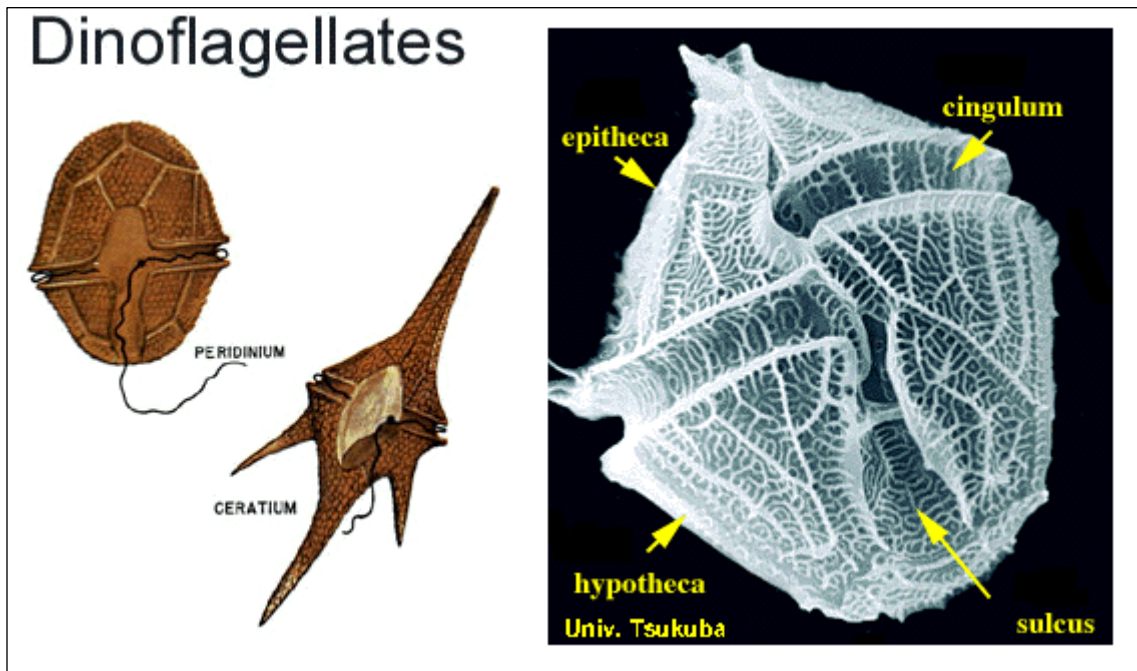 Dinoflagellates
PERIDINIUM
CERATIUM
epitheca
cingulum
hypotheca
sulcus
Univ. Tsukuba